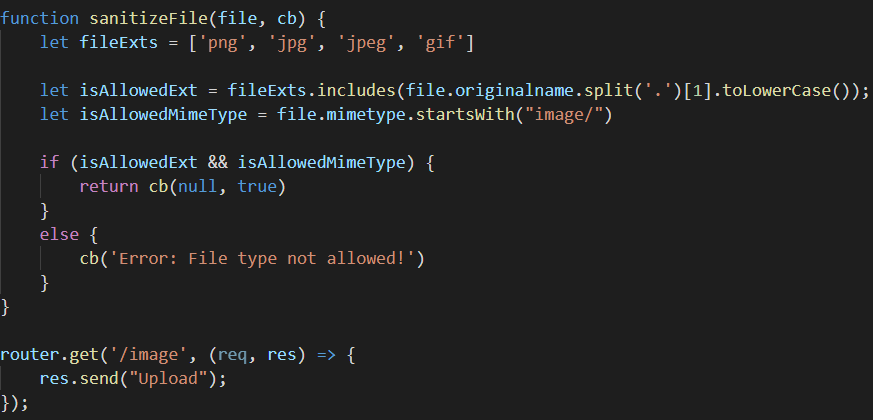 function sanitizeFile(file, cb) {
    let fileExts = ['png', 'jpg', 'jpeg', 'gif']

    let isAllowedExt = fileExts.includes(file.originalname.split('.')[1].toLowerCase());
    let isAllowedMimeType = file.mimetype.startsWith("image/")

    if (isAllowedExt && isAllowedMimeType) {
        return cb(null, true)
    }
    else {
        cb('Error: File type not allowed!')
    }
}

router.get('/image', (req, res) => {
    res.send("Upload");
});